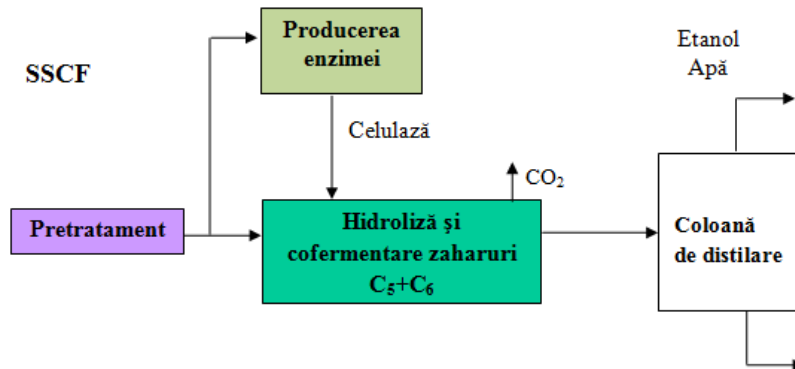 SSCF
Producerea
enzimei
Etanol
Apă
Celulază
CO₂
Pretratament
Hidroliză şi
cofermentare zaharuri
C₅+C₆
Coloană
de distilare